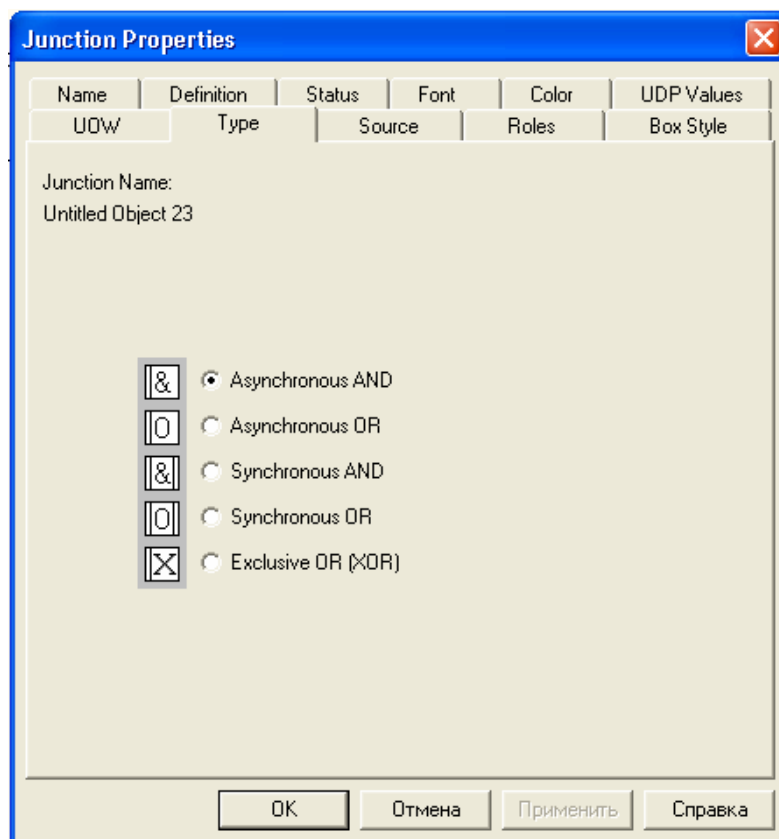 Junction Properties
Name Definition Status Font Color UDP Values
UOW Type Source Roles Box Style
Junction Name:
Untitled Object 23
& Asynchronous AND
O Asynchronous OR
& Synchronous AND
O Synchronous OR
X Exclusive OR (XOR)
OK Отмена Применить Справка